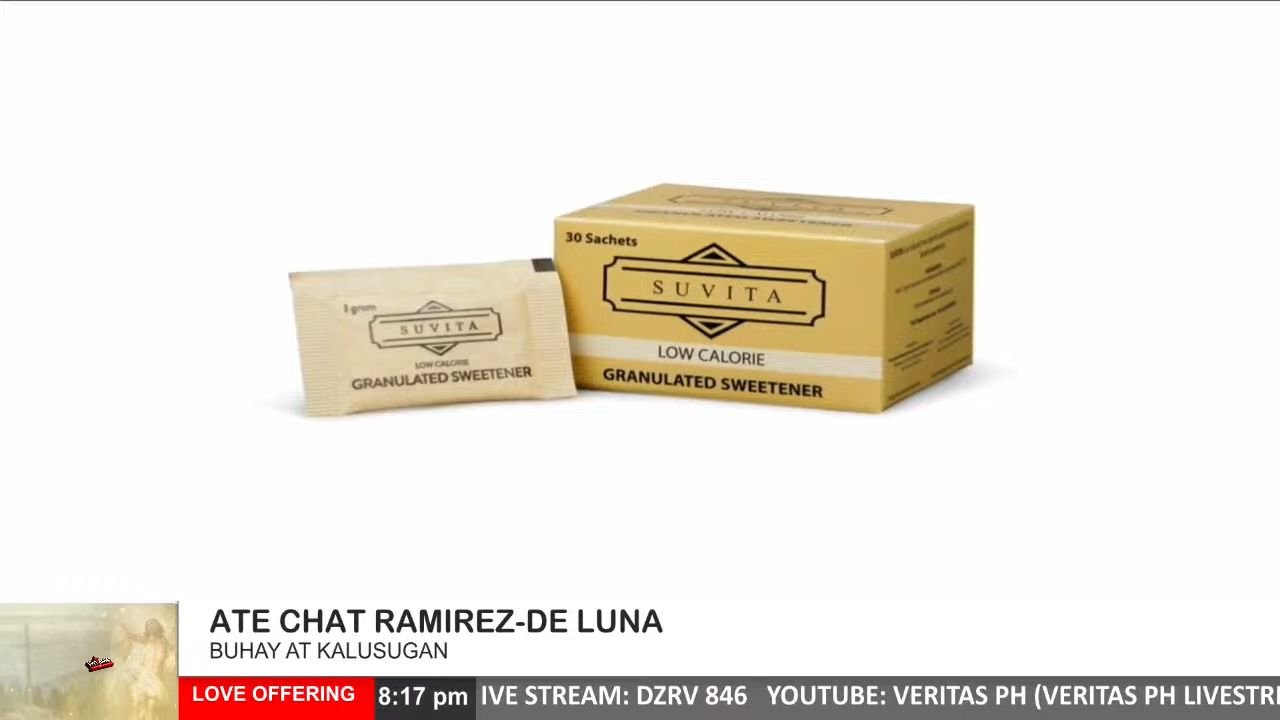 30 Sachets
SUVITA
LOW CALORIE
GRANULATED SWEETENER
1 gram
SUVITA
LOW CALORIE
GRANULATED SWEETENER
ATE CHAT RAMIREZ-DE LUNA
BUHAY AT KALUSUGAN
LOVE OFFERING
8:17 pm
IVE STREAM: DZRV 846 YOUTUBE: VERITAS PH (VERITAS PH LIVESTR